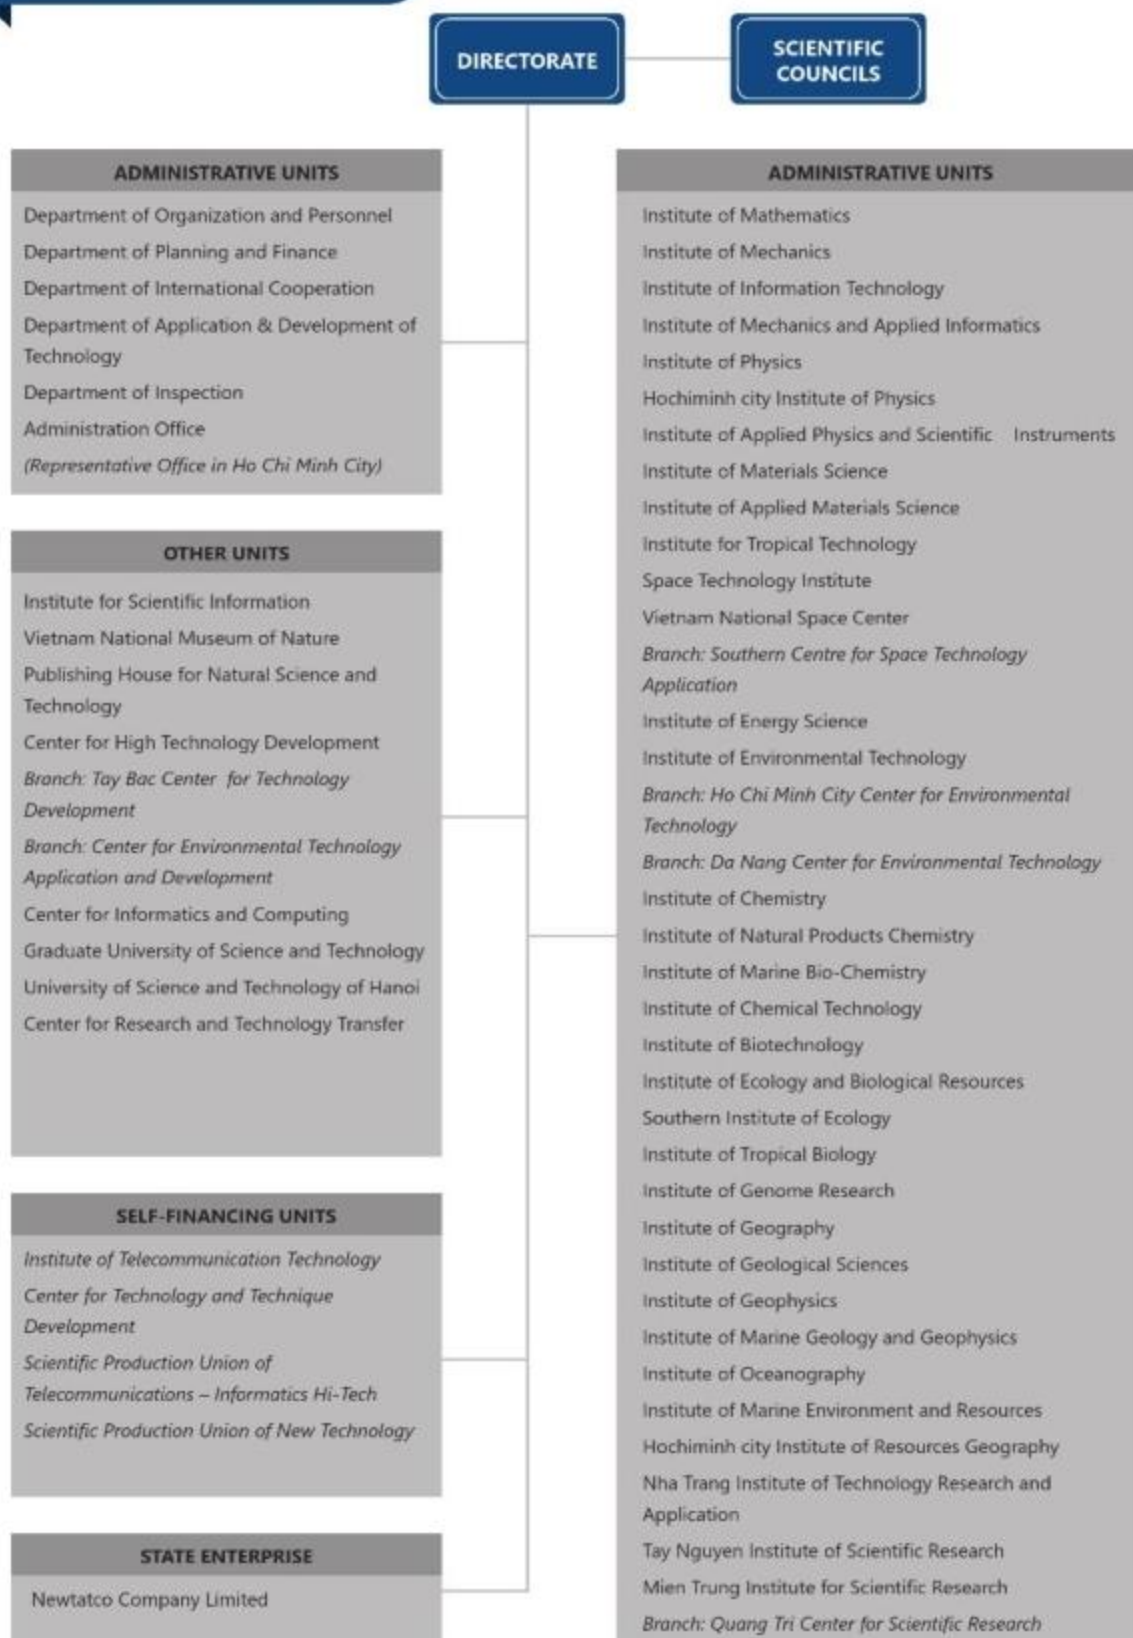 DIRECTORATE
SCIENTIFIC
COUNCILS
ADMINISTRATIVE UNITS
Department of Organization and Personnel
Department of Planning and Finance
Department of International Cooperation
Department of Application & Development of
Technology
Department of Inspection
Administration Office
(Representative Office in Ho Chi Minh City)
OTHER UNITS
Institute for Scientific Information
Vietnam National Museum of Nature
Publishing House for Natural Science and
Technology
Center for High Technology Development
Branch: Tay Bac Center for Technology
Development
Branch: Center for Environmental Technology
Application and Development
Center for Informatics and Computing
Graduate University of Science and Technology
University of Science and Technology of Hanoi
Center for Research and Technology Transfer
SELF-FINANCING UNITS
Institute of Telecommunication Technology
Center for Technology and Technique
Development
Scientific Production Union of
Telecommunications – Informatics Hi-Tech
Scientific Production Union of New Technology
STATE ENTERPRISE
Newtatco Company Limited
ADMINISTRATIVE UNITS
Institute of Mathematics
Institute of Mechanics
Institute of Information Technology
Institute of Mechanics and Applied Informatics
Institute of Physics
Hochiminh city Institute of Physics
Institute of Applied Physics and Scientific Instruments
Institute of Materials Science
Institute of Applied Materials Science
Institute for Tropical Technology
Space Technology Institute
Vietnam National Space Center
Branch: Southern Centre for Space Technology
Application
Institute of Energy Science
Institute of Environmental Technology
Branch: Ho Chi Minh City Center for Environmental
Technology
Branch: Da Nang Center for Environmental Technology
Institute of Chemistry
Institute of Natural Products Chemistry
Institute of Marine Bio-Chemistry
Institute of Chemical Technology
Institute of Biotechnology
Institute of Ecology and Biological Resources
Southern Institute of Ecology
Institute of Tropical Biology
Institute of Genome Research
Institute of Geography
Institute of Geological Sciences
Institute of Geophysics
Institute of Marine Geology and Geophysics
Institute of Oceanography
Institute of Marine Environment and Resources
Hochiminh city Institute of Resources Geography
Nha Trang Institute of Technology Research and
Application
Tay Nguyen Institute of Scientific Research
Mien Trung Institute for Scientific Research
Branch: Quang Tri Center for Scientific Research